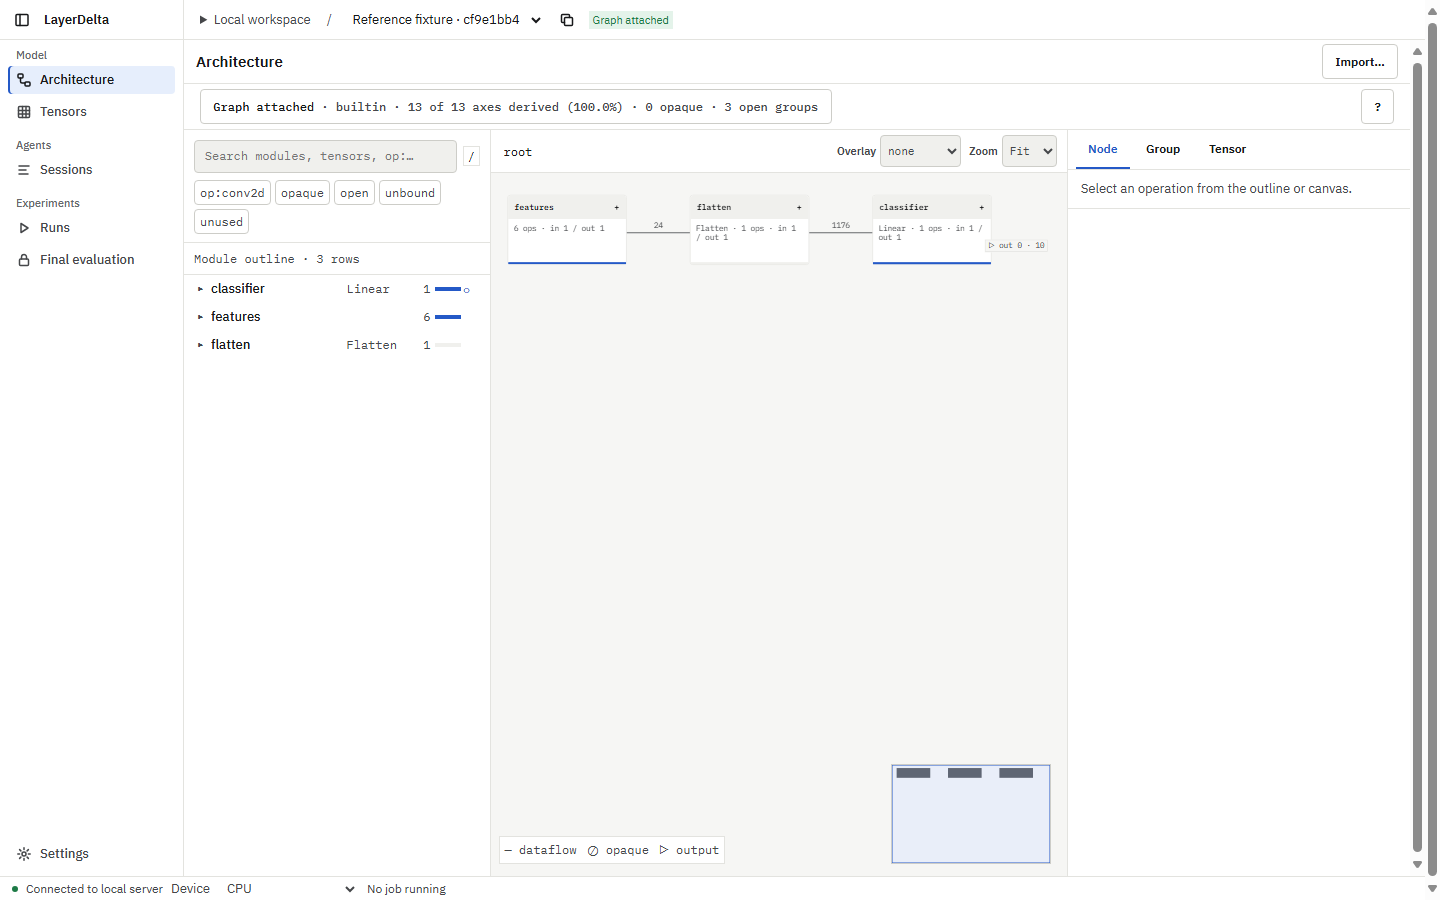 LayerDelta
Local workspace / Reference fixture · cf9e1bb4 Graph attached
Model
Architecture
Tensors
Agents
Sessions
Experiments
Runs
Final evaluation
Settings
Architecture
Import...
Graph attached · builtin · 13 of 13 axes derived (100.0%) · 0 opaque · 3 open groups
?
Search modules, tensors, op:… /
op:conv2d opaque open unbound
unused
Module outline · 3 rows
classifier Linear 1
features 6
flatten Flatten 1
root
Overlay none Zoom Fit
features +
6 ops · in 1 / out 1
24
flatten +
Flatten · 1 ops · in 1
/ out 1
1176
classifier +
Linear · 1 ops · in 1 /
out 1
out 0 · 10
dataflow opaque output
Node Group Tensor
Select an operation from the outline or canvas.
Connected to local server Device CPU No job running